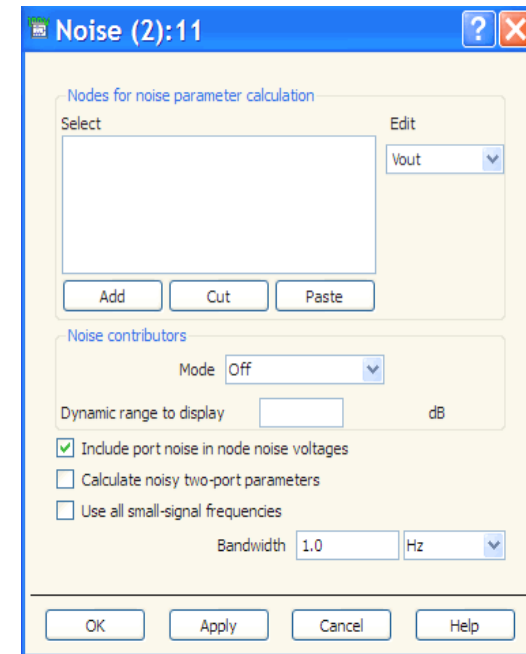 Noise (2):11
Nodes for noise parameter calculation
Select Edit
Vout
Add Cut Paste
Noise contributors
Mode Off
Dynamic range to display dB
Include port noise in node noise voltages
Calculate noisy two-port parameters
Use all small-signal frequencies
Bandwidth 1.0 Hz
OK Apply Cancel Help